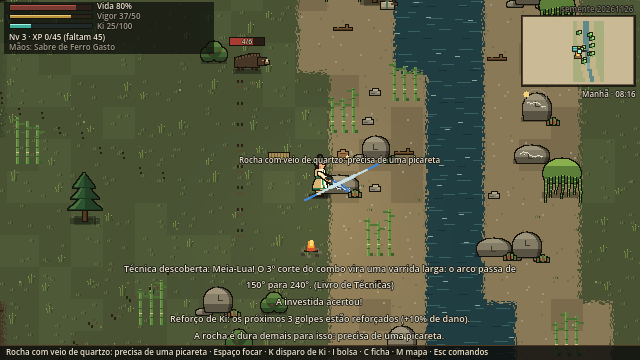 Vida 80%
Vigor 37/50
Ki 25/100
Nv 3 · XP 0/45 (faltam 45)
Mãos: Sabre de Ferro Gasto
4/6
semente 20261126
Manhã · 08:16
Rocha com veio de quartzo: precisa de uma picareta
Técnica descoberta: Meia-Lua! O 3º corte do combo vira uma varrida larga: o arco passa de
150° para 240°. (Livro de Técnicas)
A investida acertou!
Reforço de Ki: os próximos 3 golpes estão reforçados (+10% de dano).
A rocha é dura demais para isso: precisa de uma picareta.
Rocha com veio de quartzo: precisa de uma picareta · Espaço focar · K disparo de Ki · I bolsa · C ficha · M mapa · Esc comandos